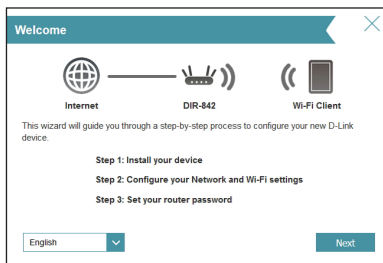 Welcome
Internet
DIR-842
Wi-Fi Client
This wizard will guide you through a step-by-step process to configure your new D-Link
device.
Step 1: Install your device
Step 2: Configure your Network and Wi-Fi settings
Step 3: Set your router password
English
Next